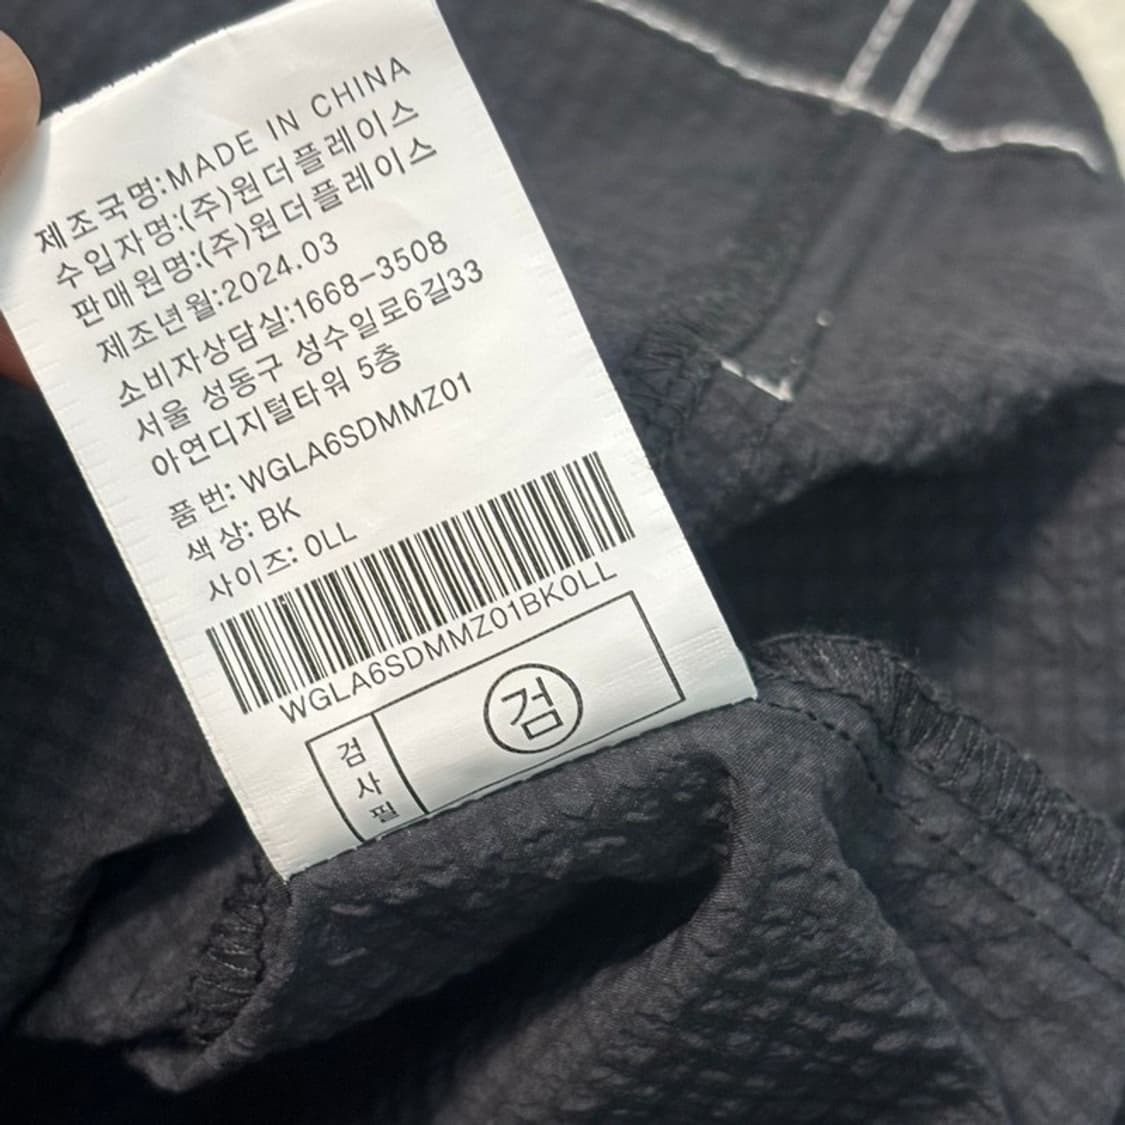 제조국명:MADE IN CHINA
수입자명:(주)원더플레이스
판매원명:(주)원더플레이스
제조년월:2024.03
소비자상담실:1668-3508
서울 성동구 성수일로6길33
아연디지털타워 5층
품번: WGLA6SDMMZ01
색상: BK
사이즈: 0LL
WGLA6SDMMZ01BK0LL
검사필
검